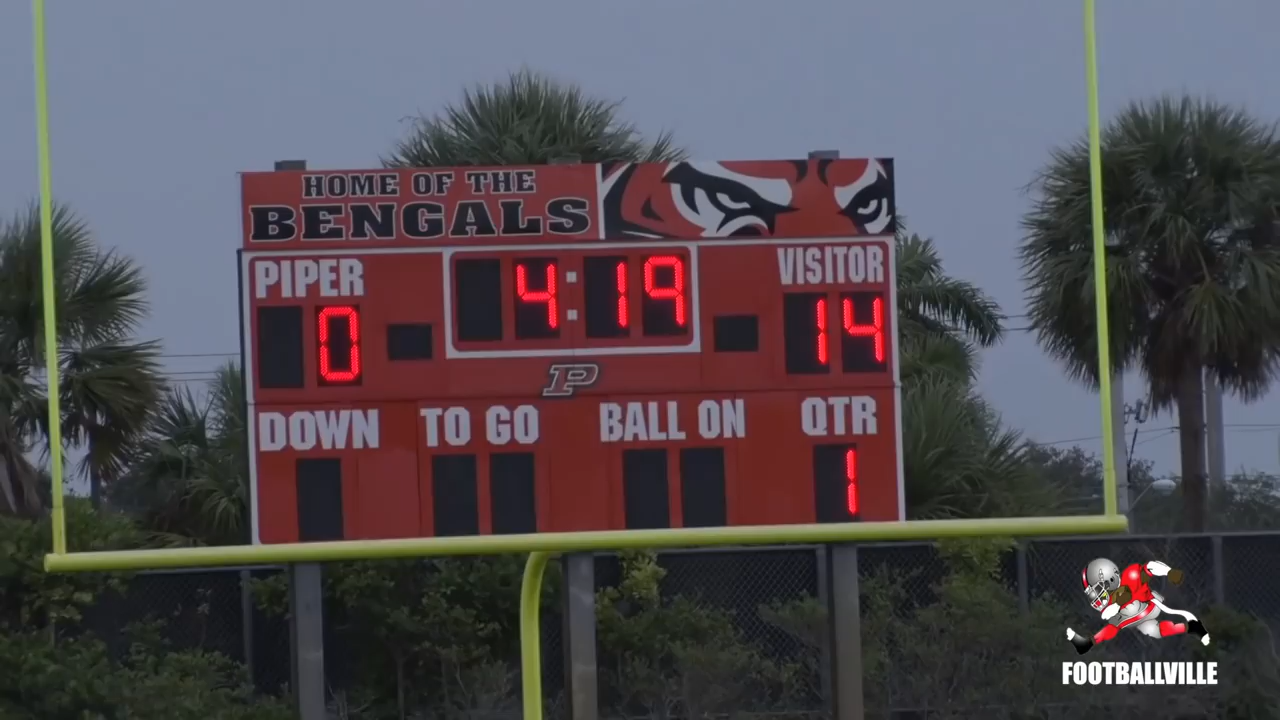 HOME OF THE
BENGALS
PIPER
4:19
VISITOR
0
14
P
DOWN
TO GO
BALL ON
QTR
1
FOOTBALLVILLE